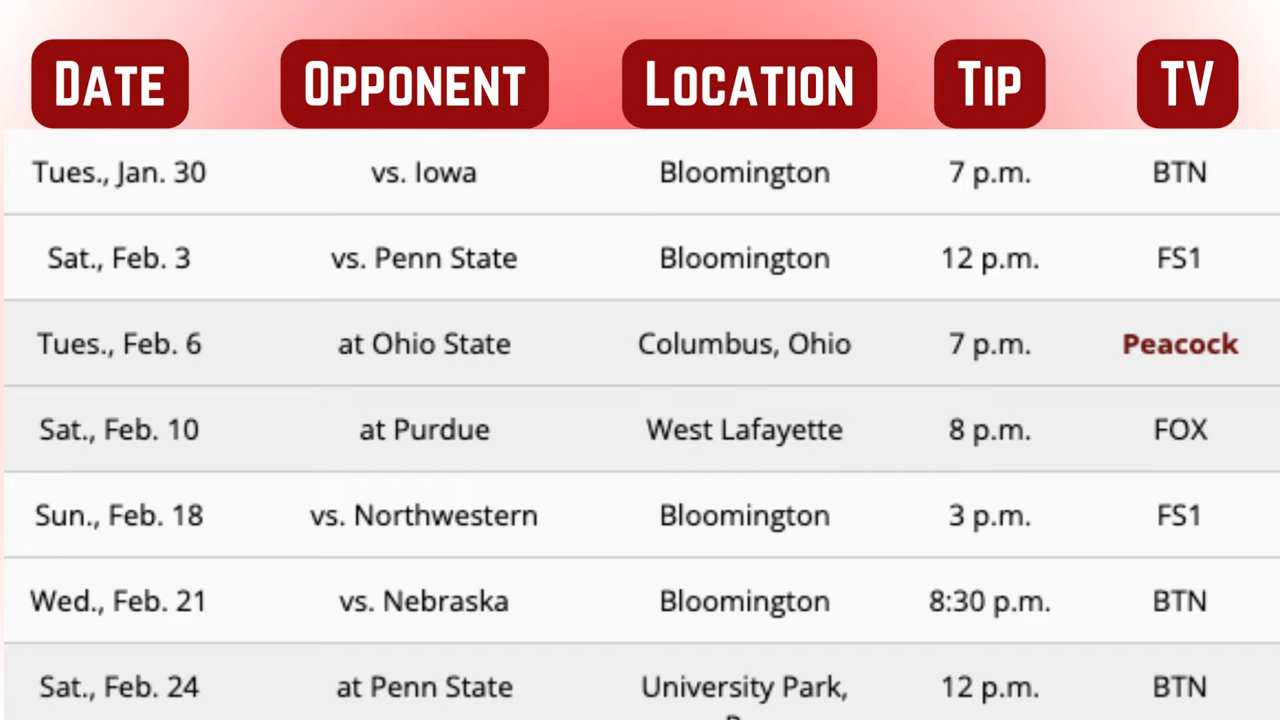 DATE OPPONENT LOCATION TIP TV
Tues., Jan. 30 vs. Iowa Bloomington 7 p.m. BTN
Sat., Feb. 3 vs. Penn State Bloomington 12 p.m. FS1
Tues., Feb. 6 at Ohio State Columbus, Ohio 7 p.m. Peacock
Sat., Feb. 10 at Purdue West Lafayette 8 p.m. FOX
Sun., Feb. 18 vs. Northwestern Bloomington 3 p.m. FS1
Wed., Feb. 21 vs. Nebraska Bloomington 8:30 p.m. BTN
Sat., Feb. 24 at Penn State University Park, 12 p.m. BTN